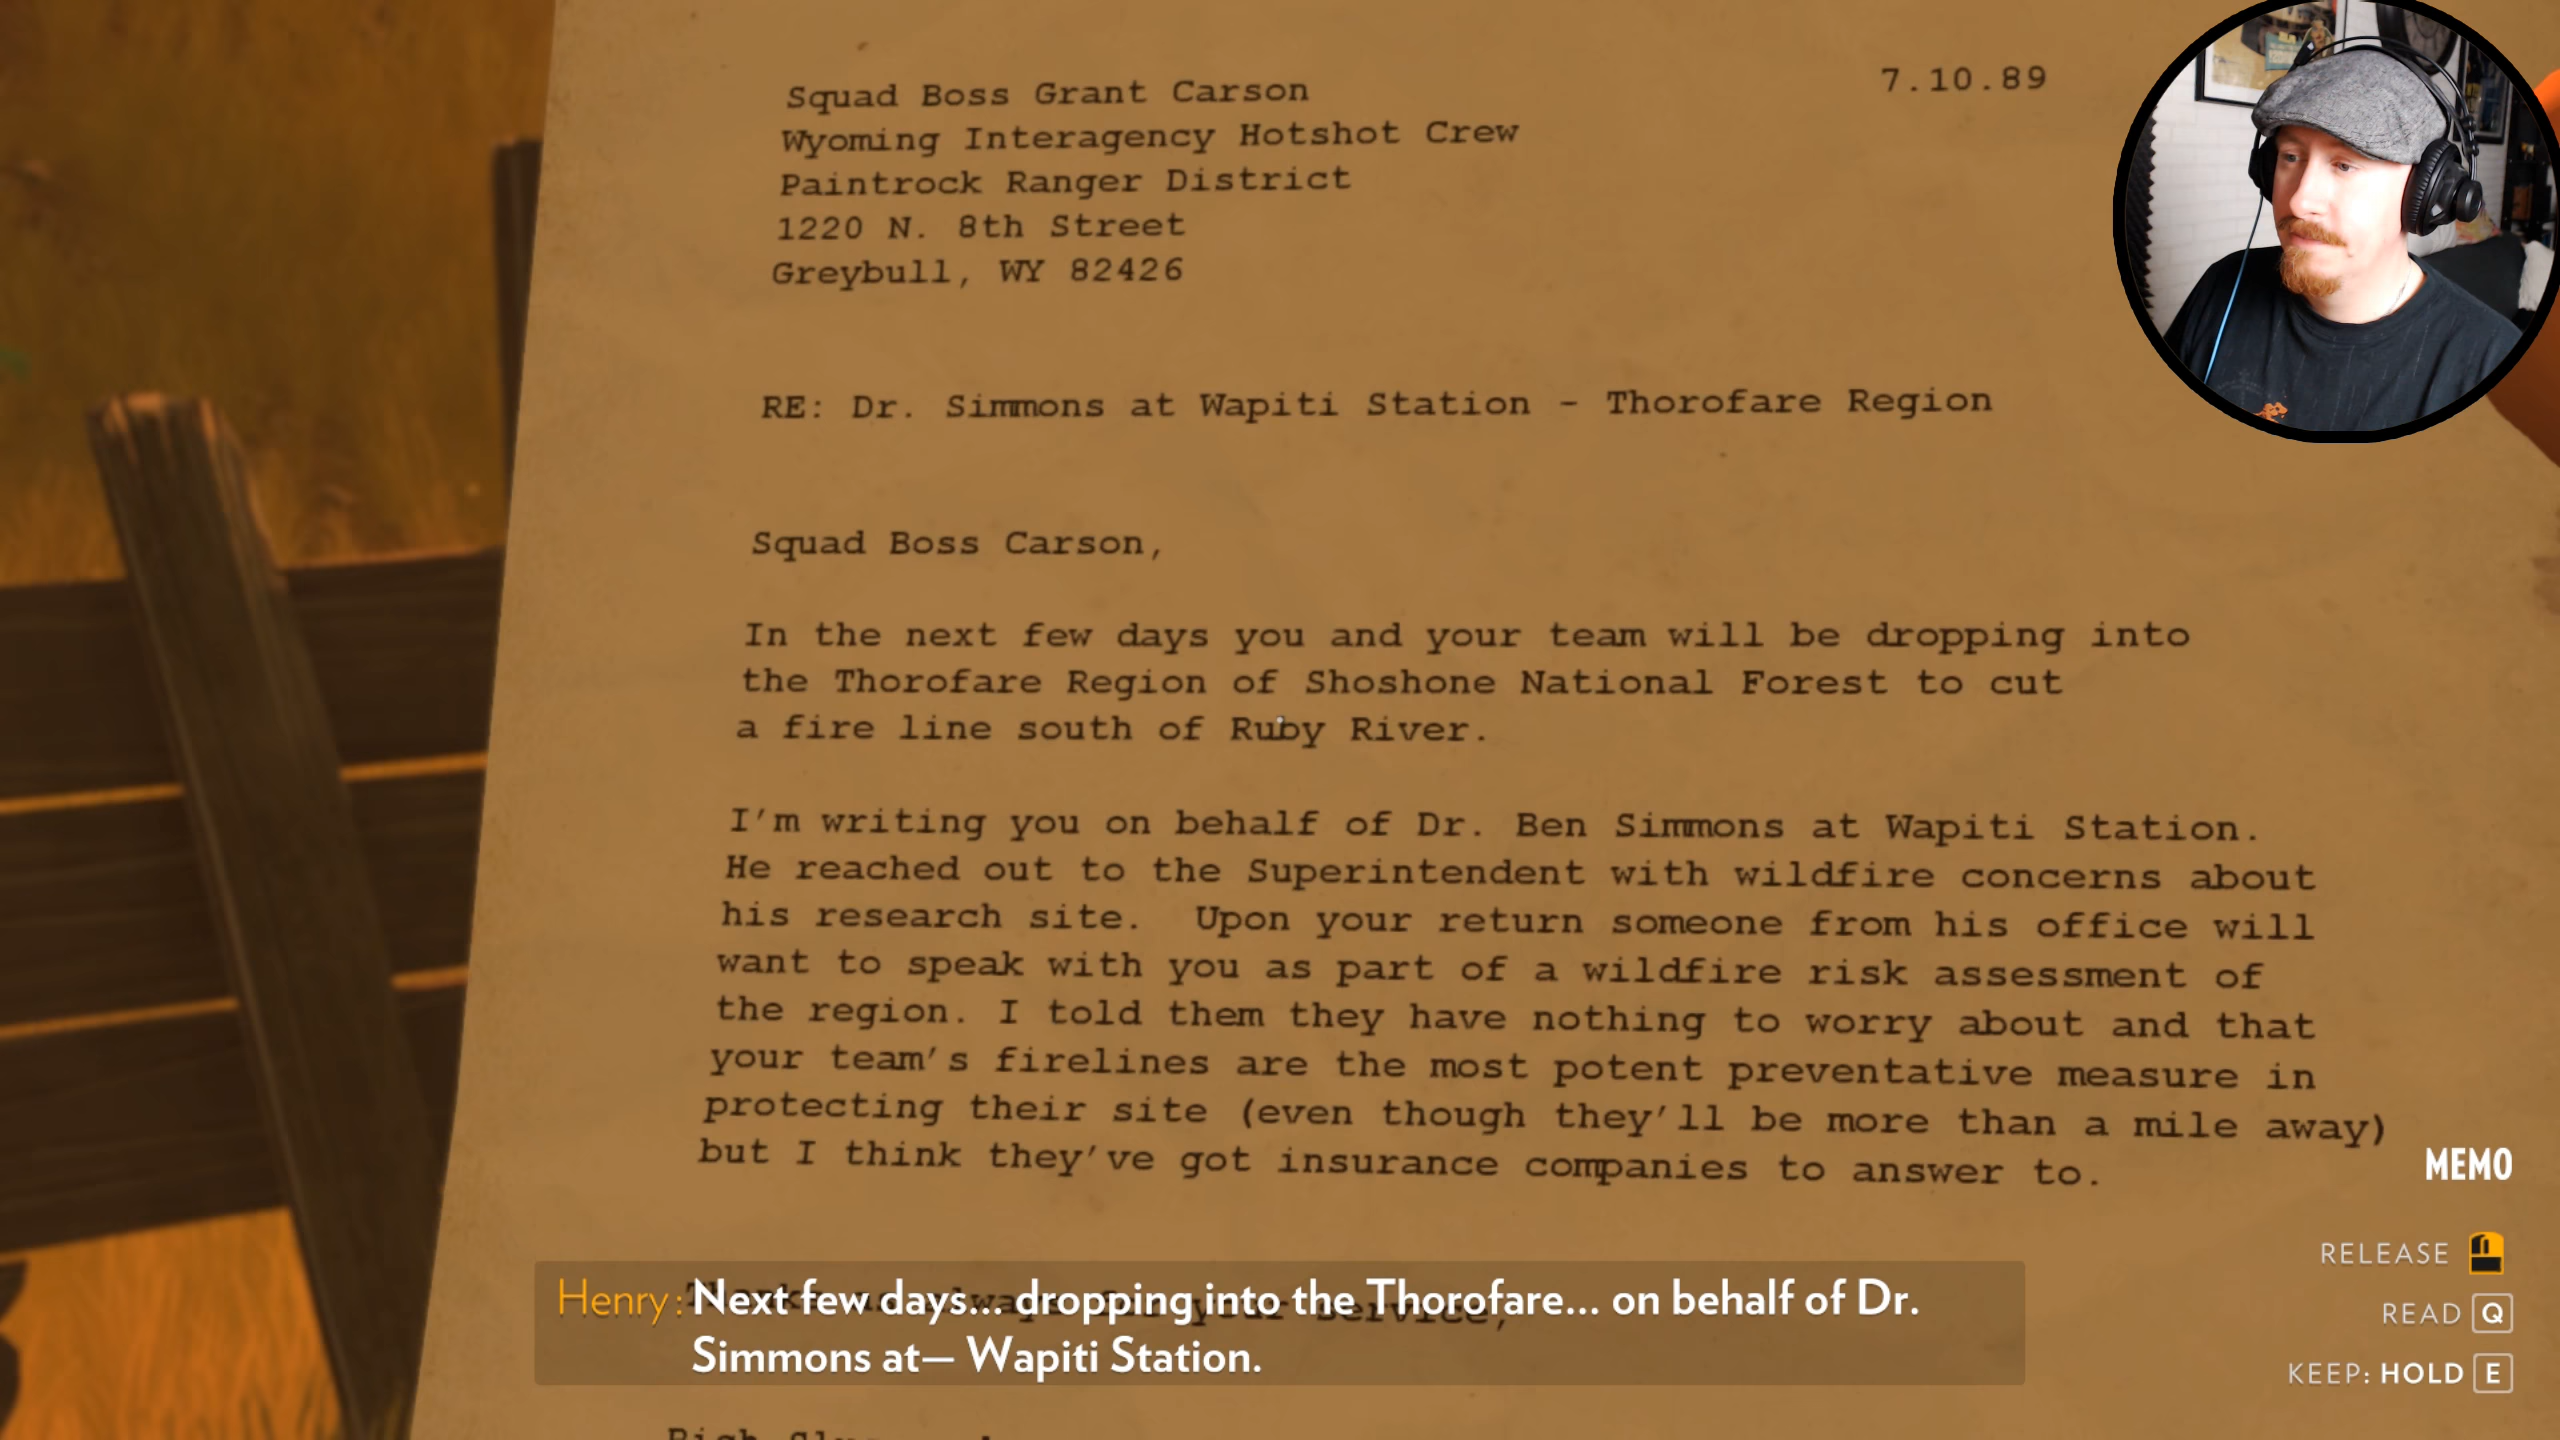 Squad Boss Grant Carson
7.10.89
Wyoming Interagency Hotshot Crew
Paintrock Ranger District
1220 N. 8th Street
Greybull, WY 82426
RE: Dr. Simmons at Wapiti Station - Thorofare Region
Squad Boss Carson,
In the next few days you and your team will be dropping into
the Thorofare Region of Shoshone National Forest to cut
a fire line south of Ruby River.
I'm writing you on behalf of Dr. Ben Simmons at Wapiti Station.
He reached out to the Superintendent with wildfire concerns about
his research site. Upon your return someone from his office will
want to speak with you as part of a wildfire risk assessment of
the region. I told them they have nothing to worry about and that
your team's firelines are the most potent preventative measure in
protecting their site (even though they'll be more than a mile away)
but I think they've got insurance companies to answer to.
MEMO
RELEASE
READ Q
KEEP: HOLD E
your service,
Henry: Next few days... dropping into the Thorofare... on behalf of Dr.
Simmons at— Wapiti Station.